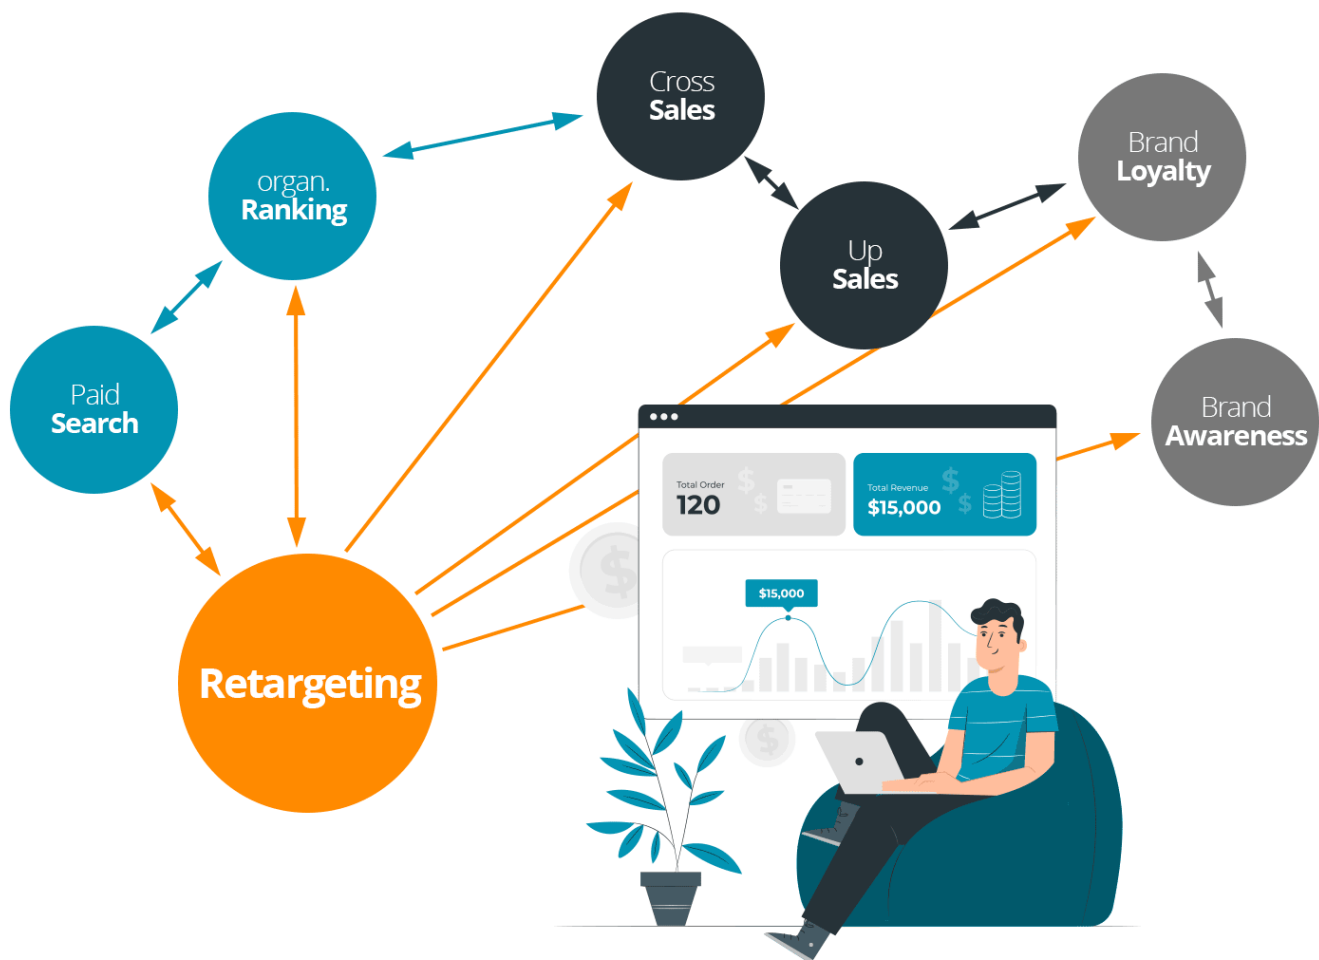 Cross
Sales
Brand
Loyalty
organ.
Ranking
Up
Sales
Paid
Search
Brand
Awareness
Total Order
120
$
$
Total Revenue
$15,000
$
$
$
$15,000
Retargeting
$